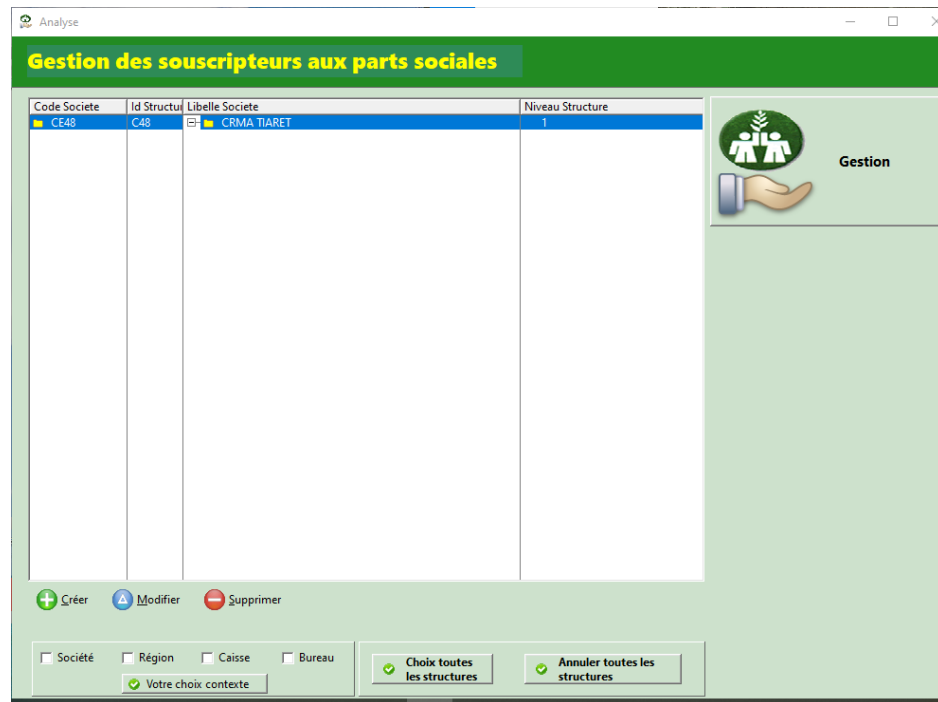 Analyse
Gestion des souscripteurs aux parts sociales
Code Societe Id Structur Libelle Societe Niveau Structure
CE48 C48 CRMA TIARET 1
Gestion
Créer Modifier Supprimer
Société Région Caisse Bureau
Votre choix contexte
Choix toutes
les structures
Annuler toutes les
structures